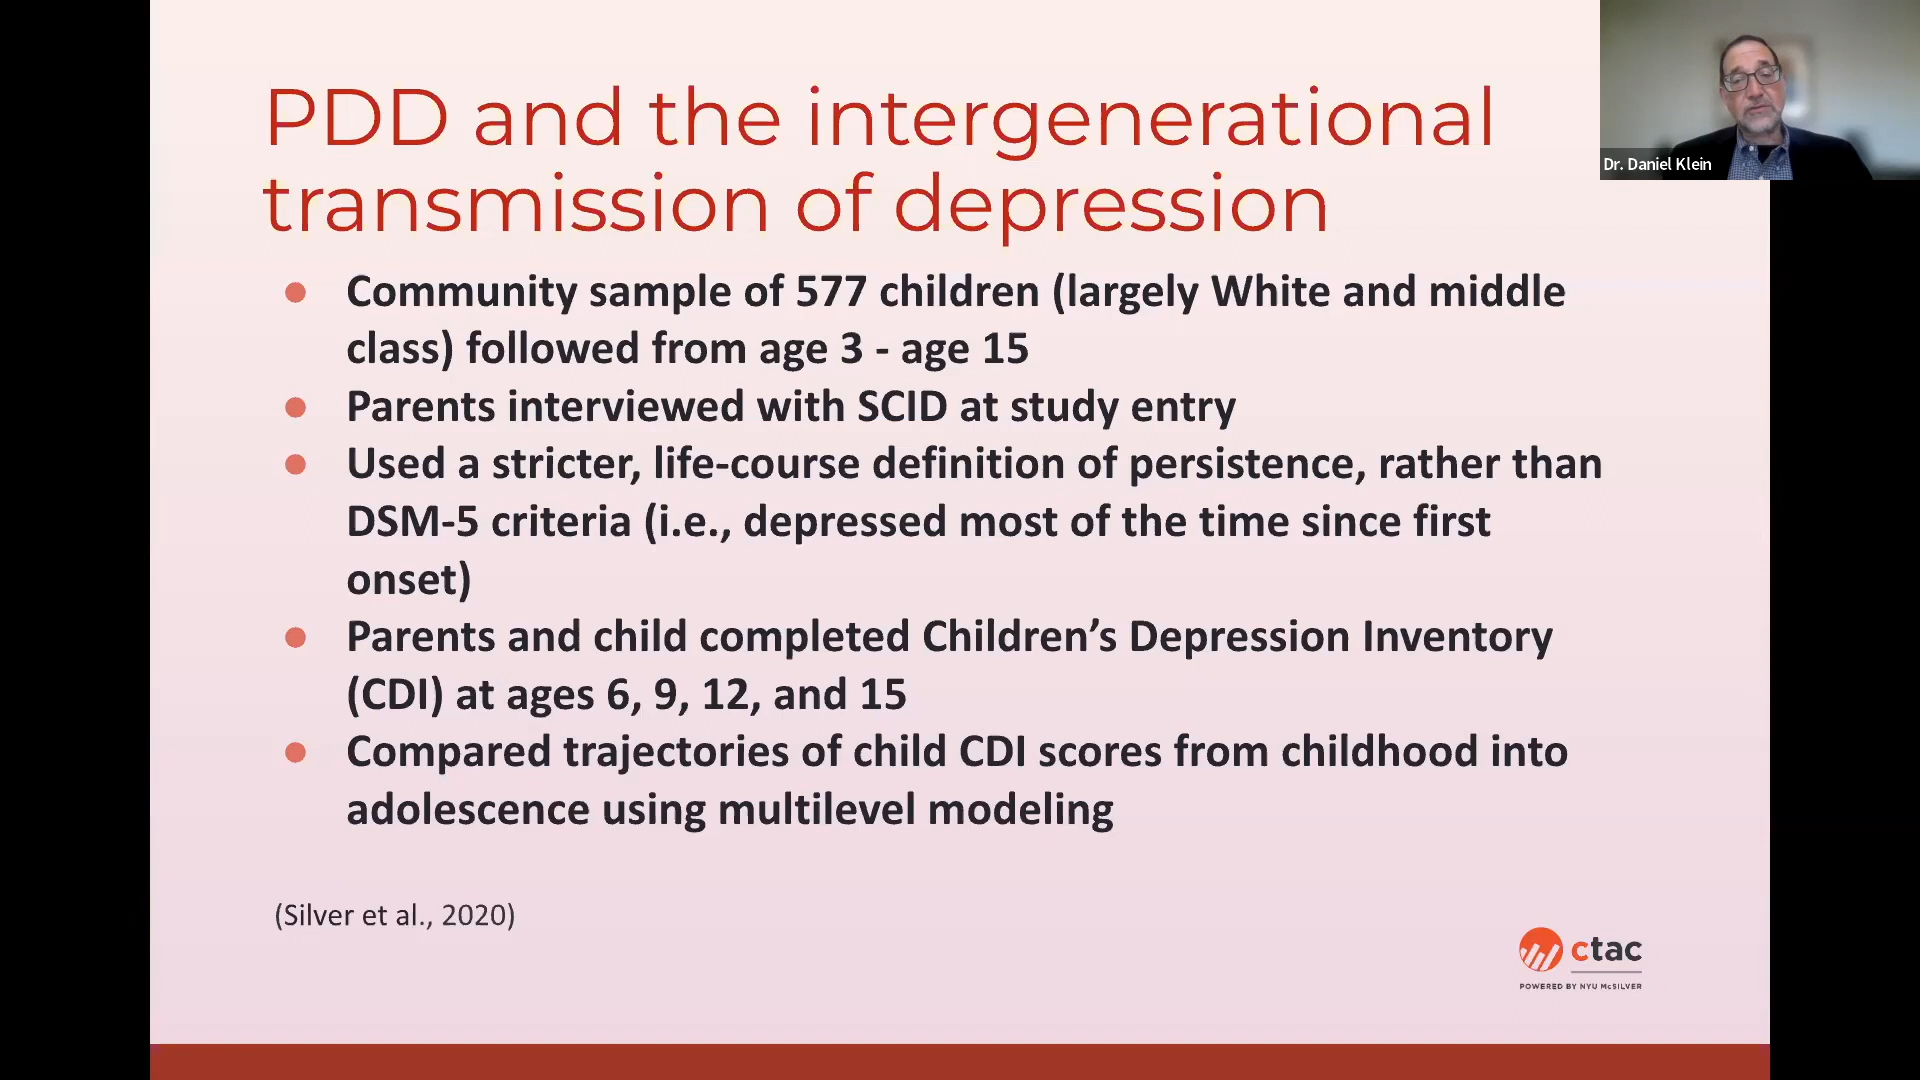 PDD and the intergenerational
transmission of depression
Dr. Daniel Klein
● Community sample of 577 children (largely White and middle
class) followed from age 3 - age 15
● Parents interviewed with SCID at study entry
● Used a stricter, life-course definition of persistence, rather than
DSM-5 criteria (i.e., depressed most of the time since first
onset)
● Parents and child completed Children’s Depression Inventory
(CDI) at ages 6, 9, 12, and 15
● Compared trajectories of child CDI scores from childhood into
adolescence using multilevel modeling
(Silver et al., 2020)
ctac
POWERED BY NYU McSILVER